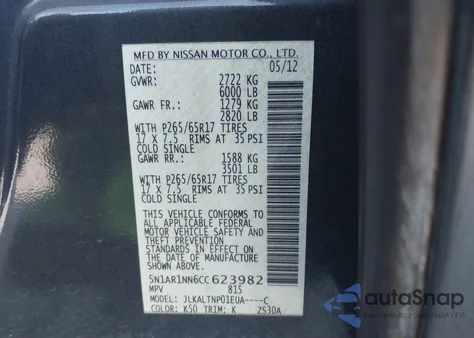 MFD BY NISSAN MOTOR CO., LTD.
DATE: 05/12
GVWR: 2722 KG
6000 LB
GAWR FR.: 1279 KG
2820 LB
WITH P265/65R17 TIRES
17 X 7.5 RIMS AT 35 PSI
COLD SINGLE
GAWR RR.: 1588 KG
3501 LB
WITH P265/65R17 TIRES
17 X 7.5 RIMS AT 35 PSI
COLD SINGLE
THIS VEHICLE CONFORMS TO
ALL APPLICABLE FEDERAL
MOTOR VEHICLE SAFETY
STANDARDS IN EFFECT ON
THE DATE OF MANUFACTURE
SHOWN ABOVE.
5N1AR1NN6CC 623982
MPV 815
MODEL: JLKALTNP01EUA----C
COLOR: K50 TRIM: K ZS30A
autoSnap